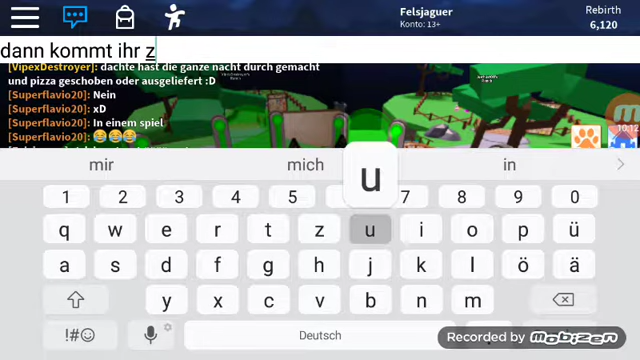 Felsjaguer
Konto: 13+
Rebirth
6,120
dann kommt ihr z
[VipexDestroyer]: dachte hast die ganze nacht durch gemacht
und pizza geschoben oder ausgeliefert :D
[Superflavio20]: Nein
[Superflavio20]: xD
[Superflavio20]: In einem spiel
[Superflavio20]: 😂😂😂
10:12
mir mich in
u
1 2 3 4 5 7 8 9 0
q w e r t z u i o p ü
a s d f g h j k l ö ä
y x c v b n m
!#☺ Deutsch
Recorded by mobizen